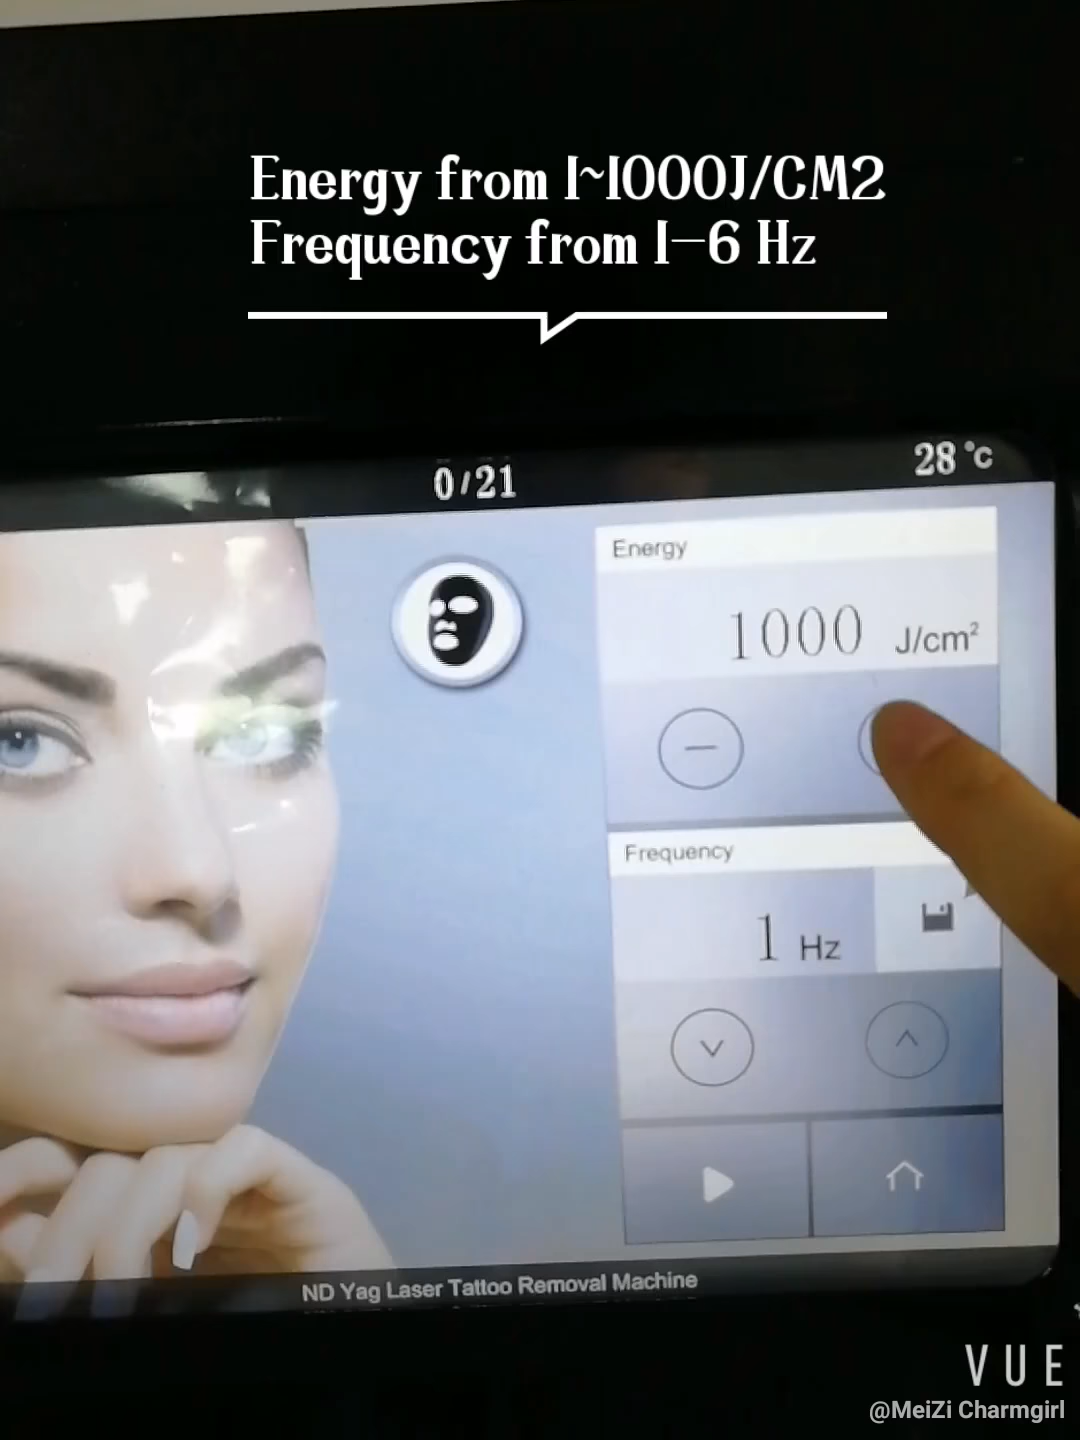 Energy from 1~1000J/CM2
Frequency from 1-6 Hz
0/21
28 °C
Energy
1000 J/cm²
Frequency
1 Hz
ND Yag Laser Tattoo Removal Machine
VUE
@MeiZi Charmgirl